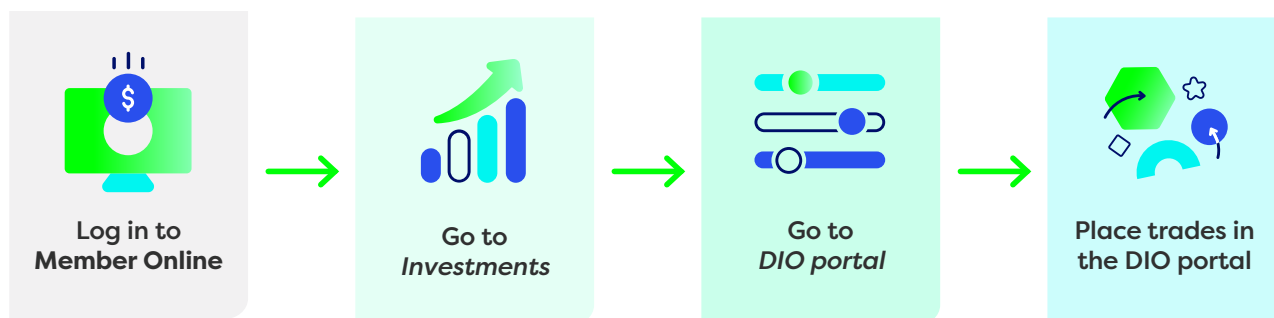 $
Log in to
Member Online
Go to
Investments
Go to
DIO portal
Place trades in
the DIO portal